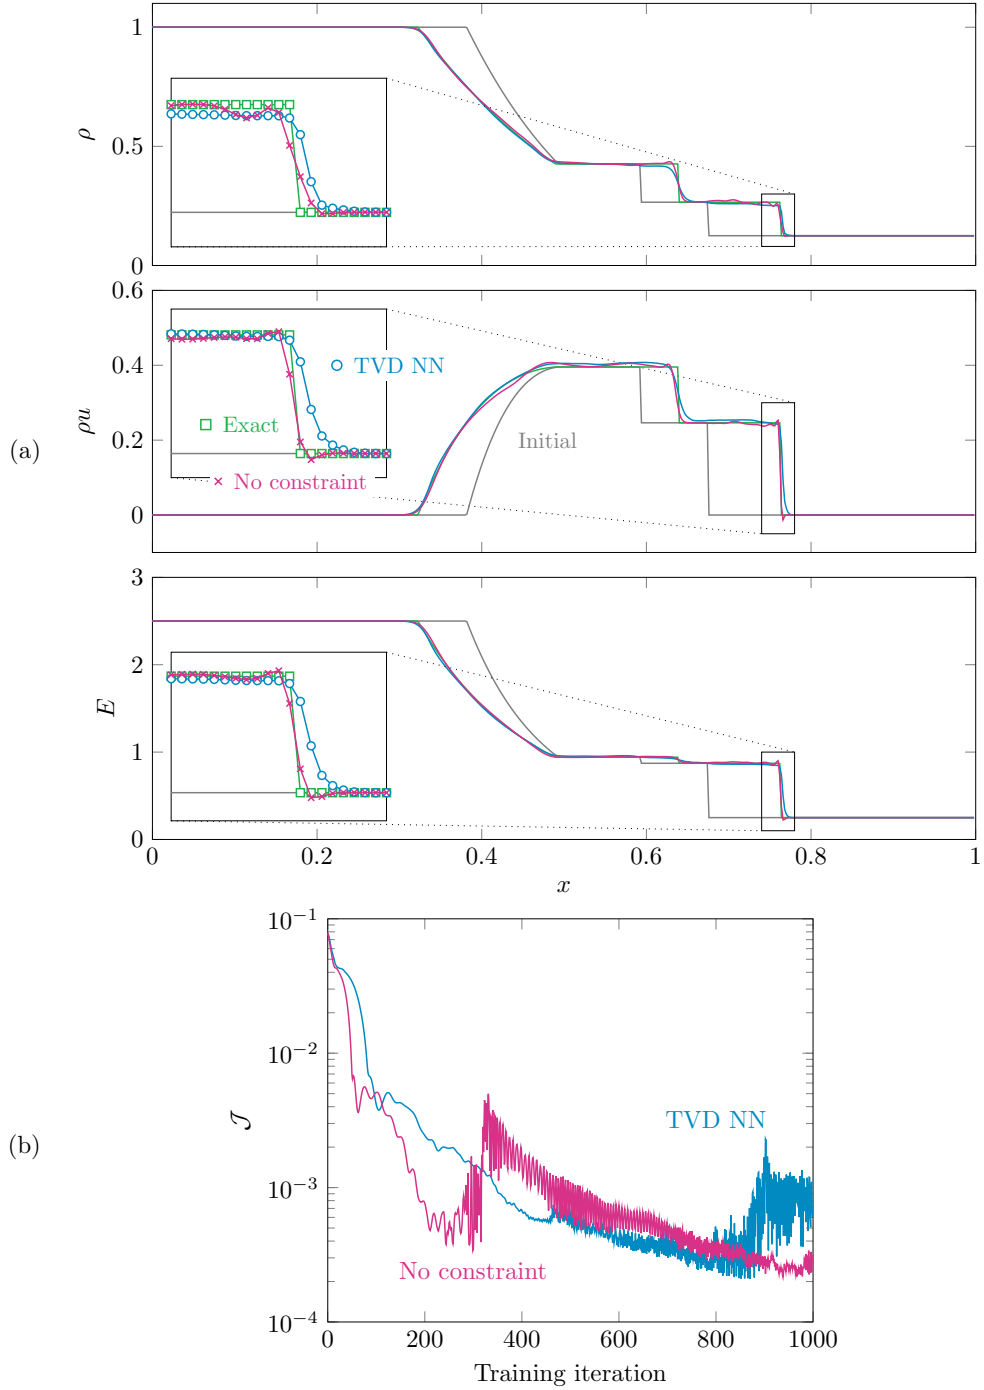 1
0.5
0
ρ
0.6
0.4
0.2
0
ρu
TVD NN
Exact
No constraint
Initial
(a)
3
2
1
0
E
0
0.2
0.4
0.6
0.8
1
x
10⁻¹
10⁻²
10⁻³
10⁻⁴
𝒥
TVD NN
No constraint
(b)
0
200
400
600
800
1000
Training iteration